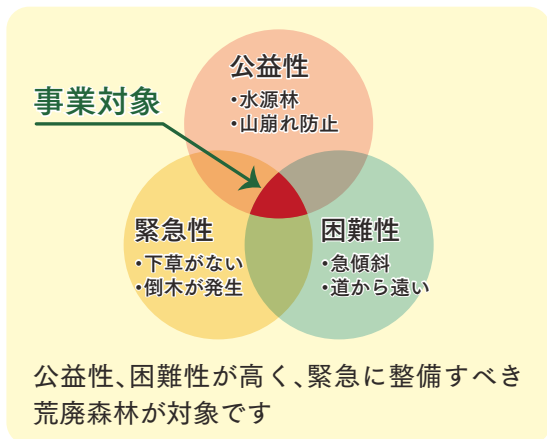 公益性
・水源林
・山崩れ防止
事業対象
緊急性
・下草がない
・倒木が発生
困難性
・急傾斜
・道から遠い
公益性、困難性が高く、緊急に整備すべき
荒廃森林が対象です